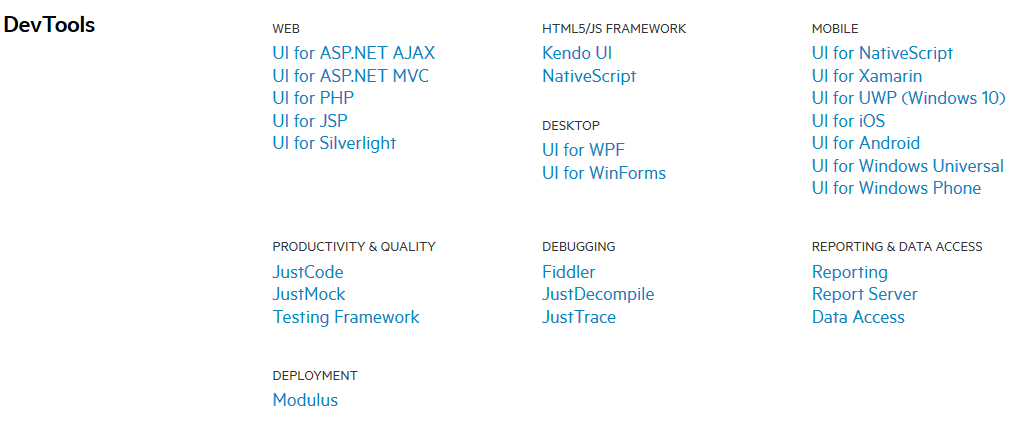 DevTools
WEB
UI for ASP.NET AJAX
UI for ASP.NET MVC
UI for PHP
UI for JSP
UI for Silverlight
HTML5/JS FRAMEWORK
Kendo UI
NativeScript
DESKTOP
UI for WPF
UI for WinForms
MOBILE
UI for NativeScript
UI for Xamarin
UI for UWP (Windows 10)
UI for iOS
UI for Android
UI for Windows Universal
UI for Windows Phone
PRODUCTIVITY & QUALITY
JustCode
JustMock
Testing Framework
DEBUGGING
Fiddler
JustDecompile
JustTrace
REPORTING & DATA ACCESS
Reporting
Report Server
Data Access
DEPLOYMENT
Modulus